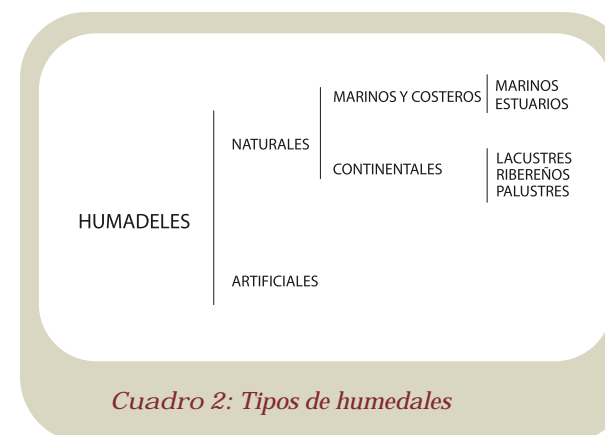 MARINOS Y COSTEROS
MARINOS
ESTUARIOS
NATURALES
CONTINENTALES
LACUSTRES
RIBEREÑOS
PALUSTRES
HUMADELES
ARTIFICIALES
Cuadro 2: Tipos de humedales